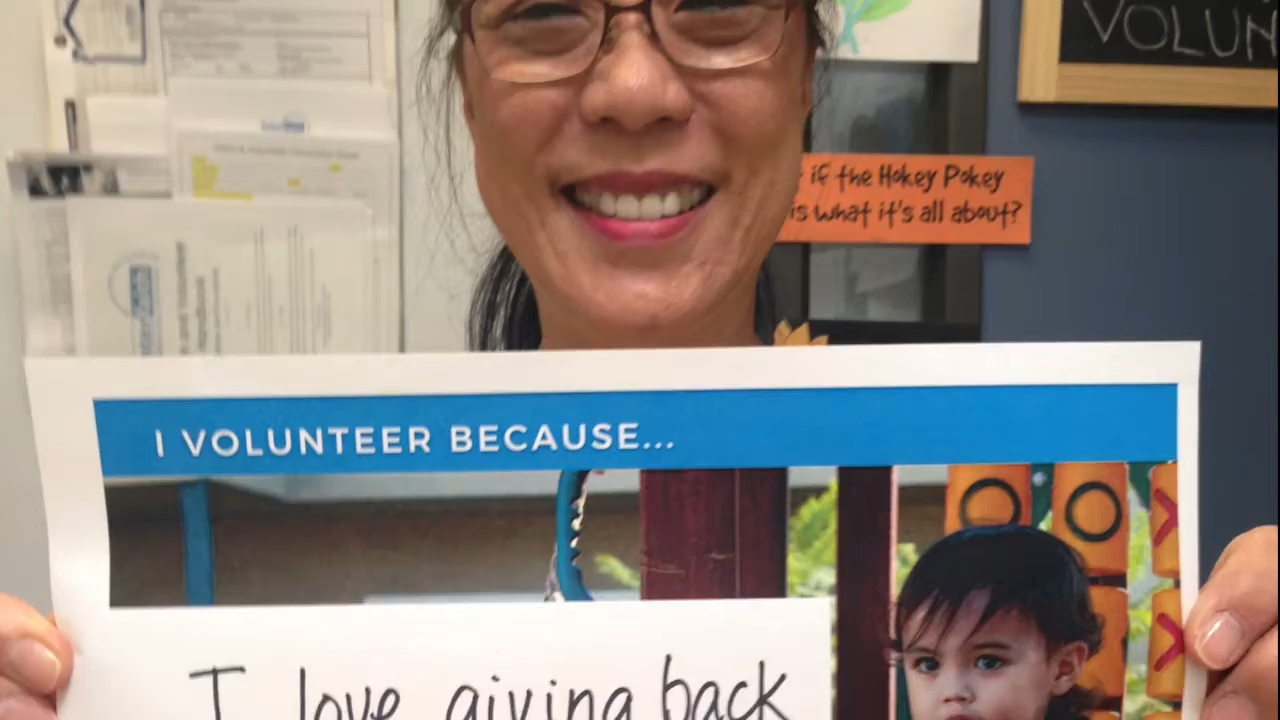 VOLUN
if the Hokey Pokey
is what it's all about?
I VOLUNTEER BECAUSE...
I love giving back